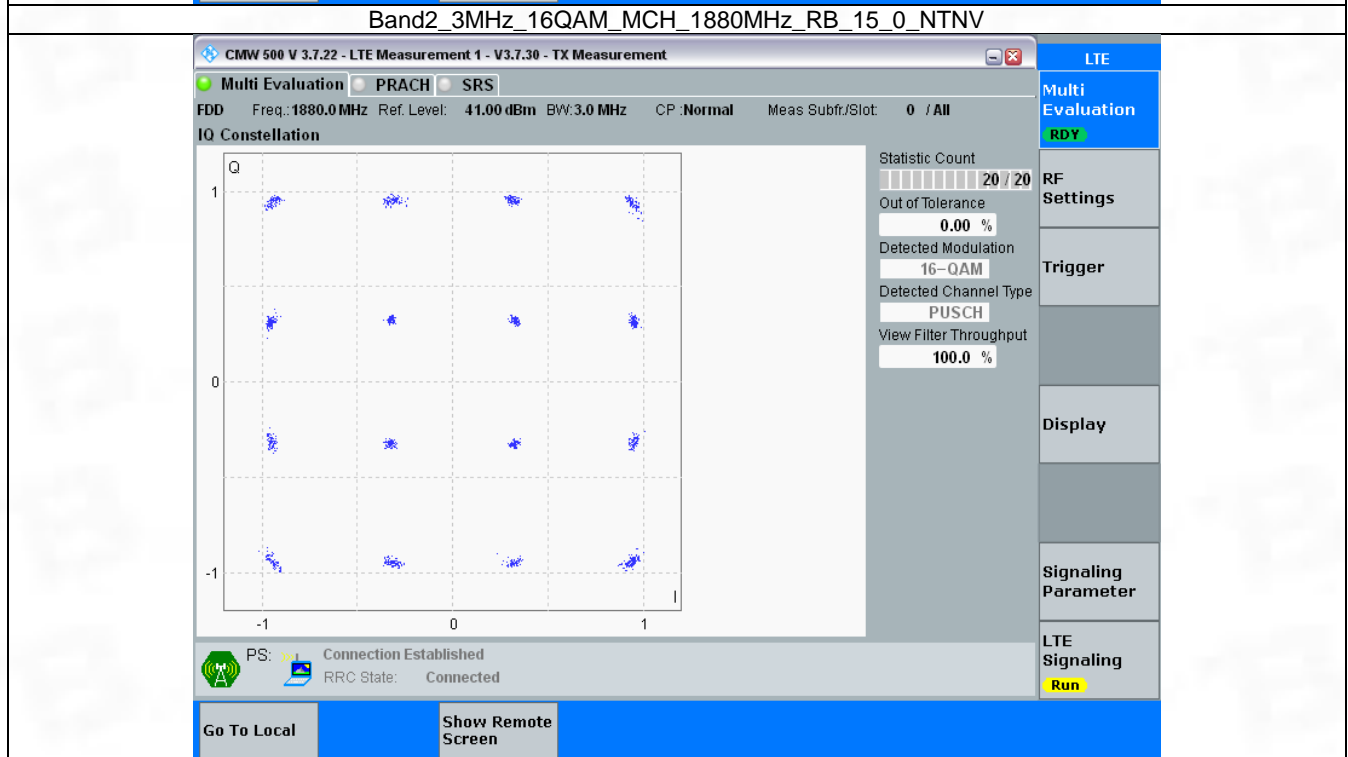 Band2_3MHz_16QAM_MCH_1880MHz_RB_15_0_NTNV
CMW 500 V 3.7.22 - LTE Measurement 1 - V3.7.30 - TX Measurement
LTE
Multi Evaluation PRACH SRS
Multi
Evaluation
RDY
FDD Freq.:1880.0 MHz Ref. Level: 41.00 dBm BW:3.0 MHz CP :Normal Meas Subfr./Slot: 0 / All
IQ Constellation
Q
1
0
-1
I
-1 0 1
Statistic Count
20 / 20
Out of Tolerance
0.00 %
Detected Modulation
16-QAM
Detected Channel Type
PUSCH
View Filter Throughput
100.0 %
RF
Settings
Trigger
Display
Signaling
Parameter
LTE
Signaling
Run
PS: Connection Established
RRC State: Connected
Go To Local
Show Remote
Screen